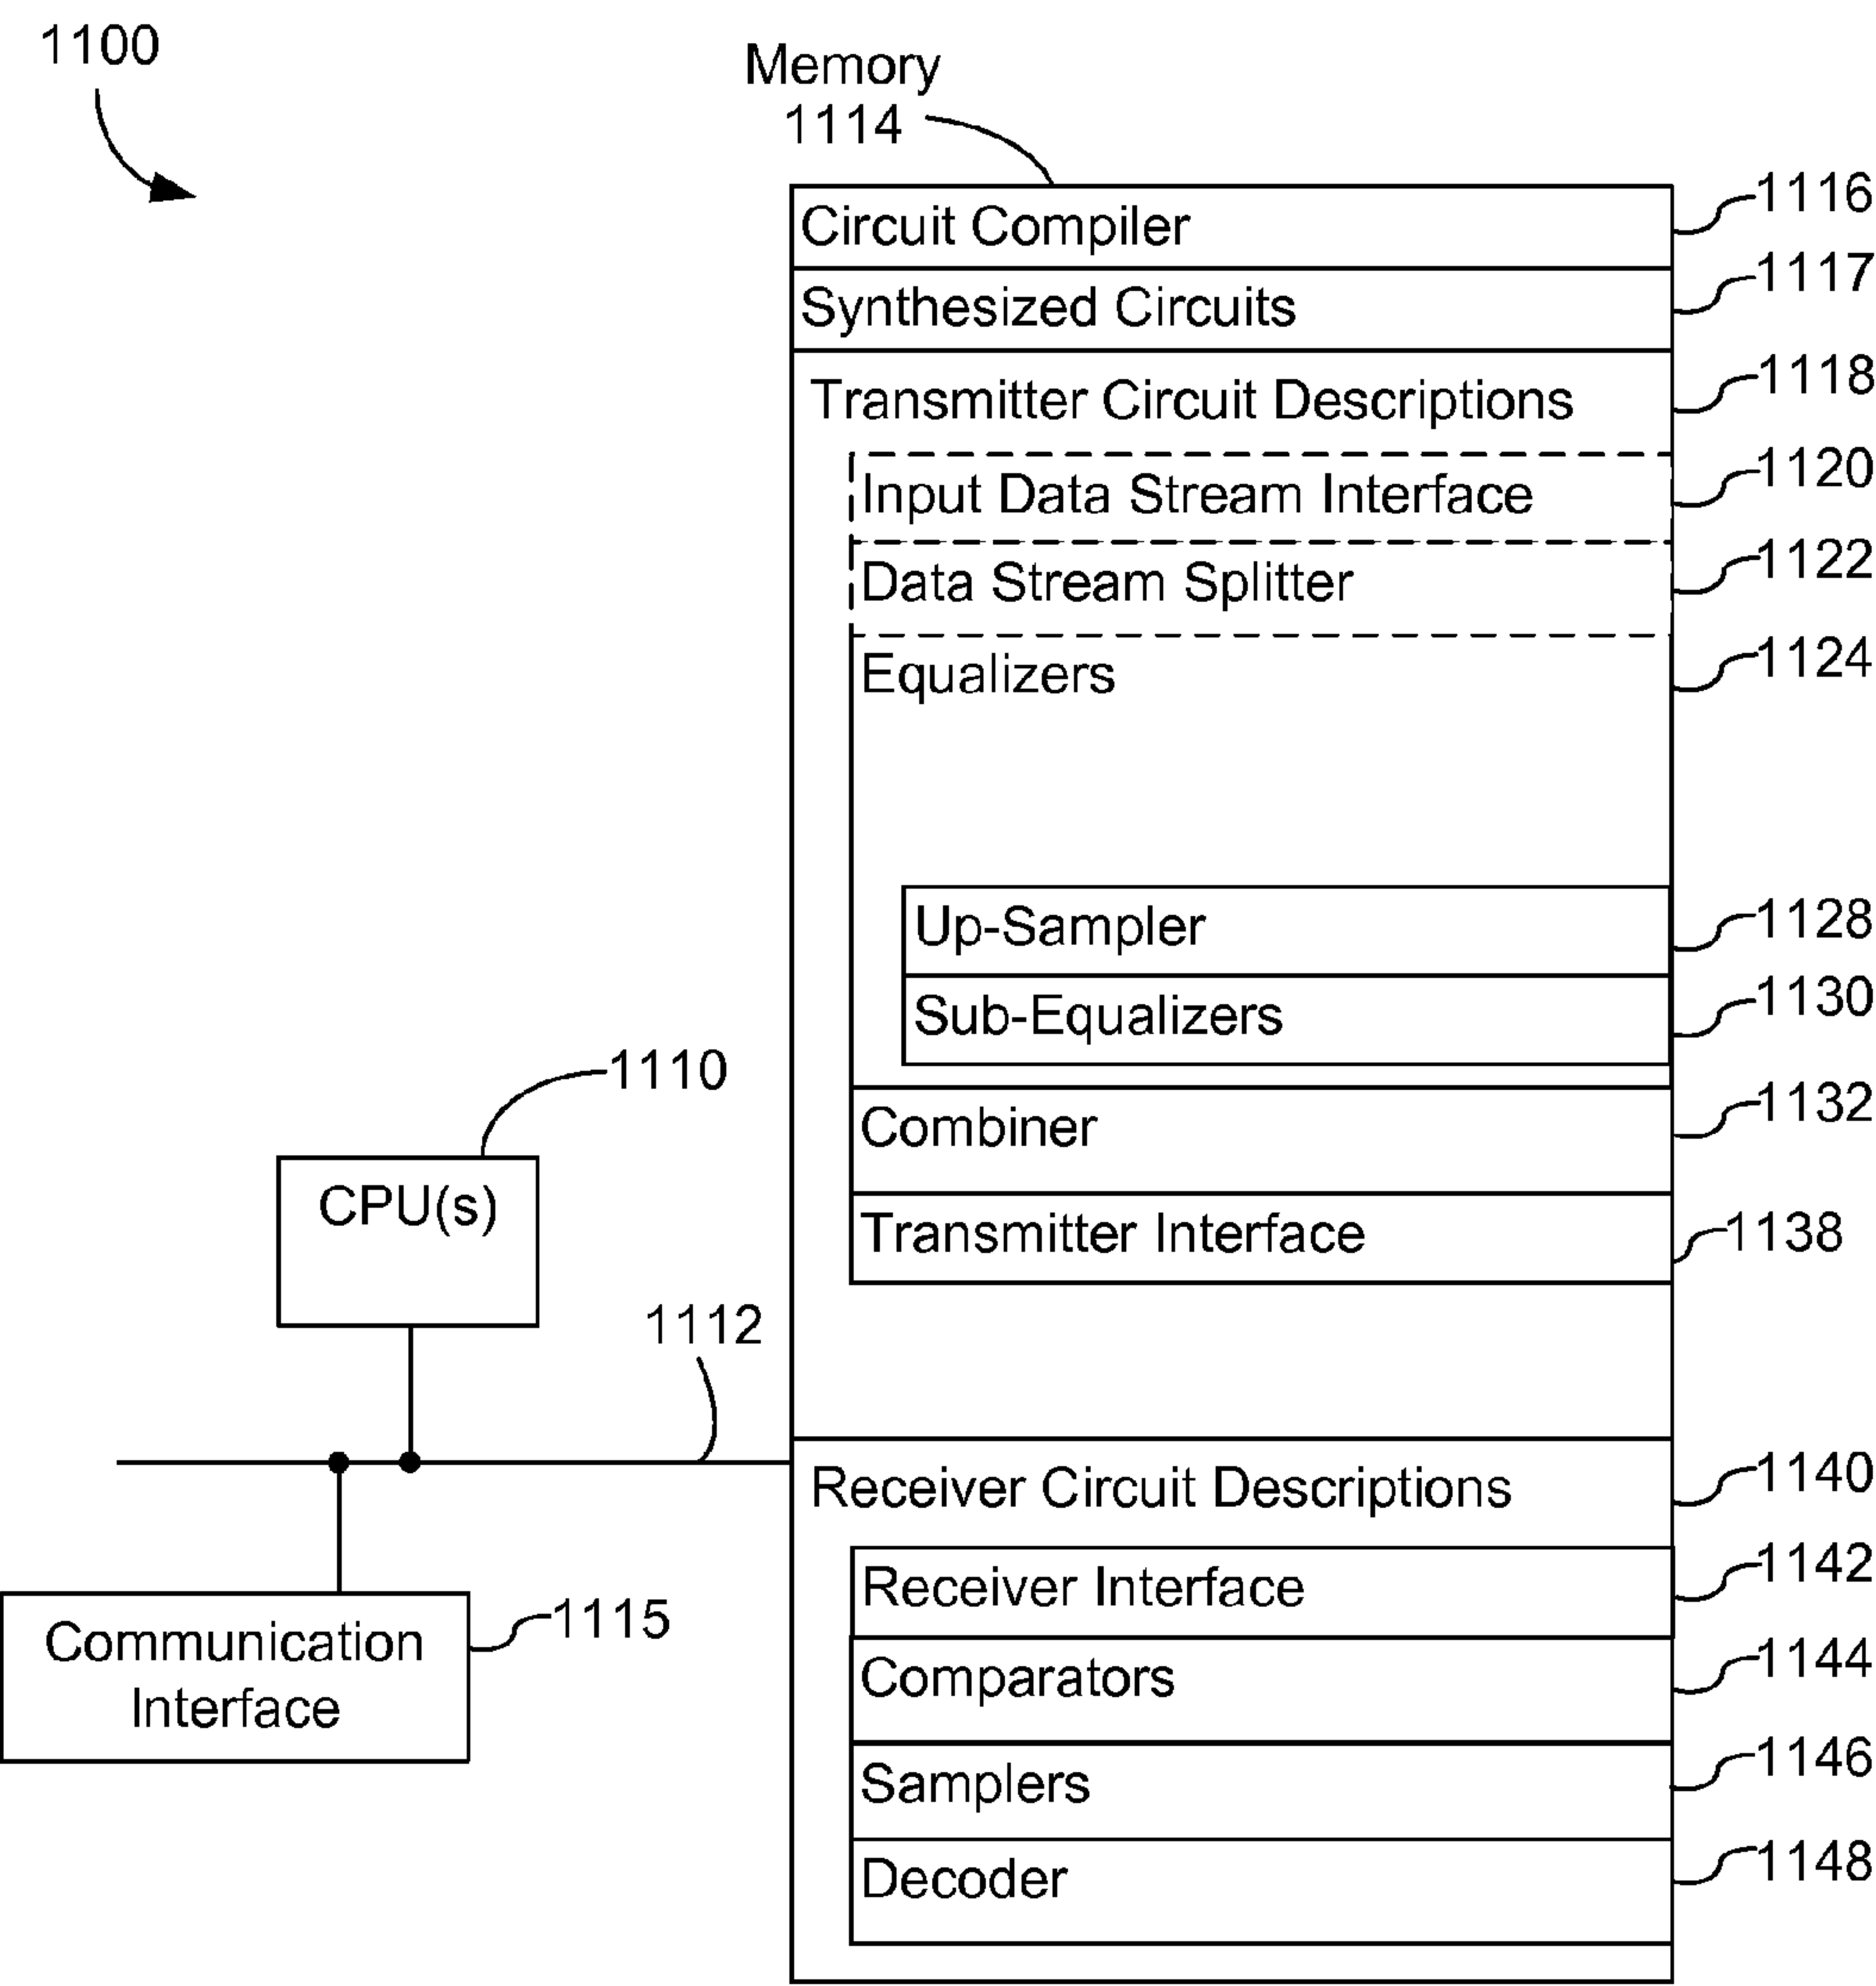 1100
Memory
1114
Circuit Compiler
1116
Synthesized Circuits
1117
Transmitter Circuit Descriptions
1118
Input Data Stream Interface
1120
Data Stream Splitter
1122
Equalizers
1124
Up-Sampler
1128
Sub-Equalizers
1130
Combiner
1132
Transmitter Interface
1138
1110
CPU(s)
1112
Communication
Interface
1115
Receiver Circuit Descriptions
1140
Receiver Interface
1142
Comparators
1144
Samplers
1146
Decoder
1148